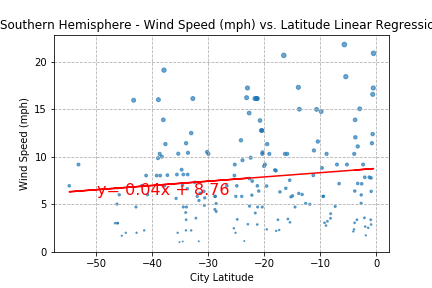 Southern Hemisphere - Wind Speed (mph) vs. Latitude Linear Regressio
20
15
10
5
0
Wind Speed (mph)
y= 0.04x + 8.76
−50 −40 −30 −20 −10 0
City Latitude